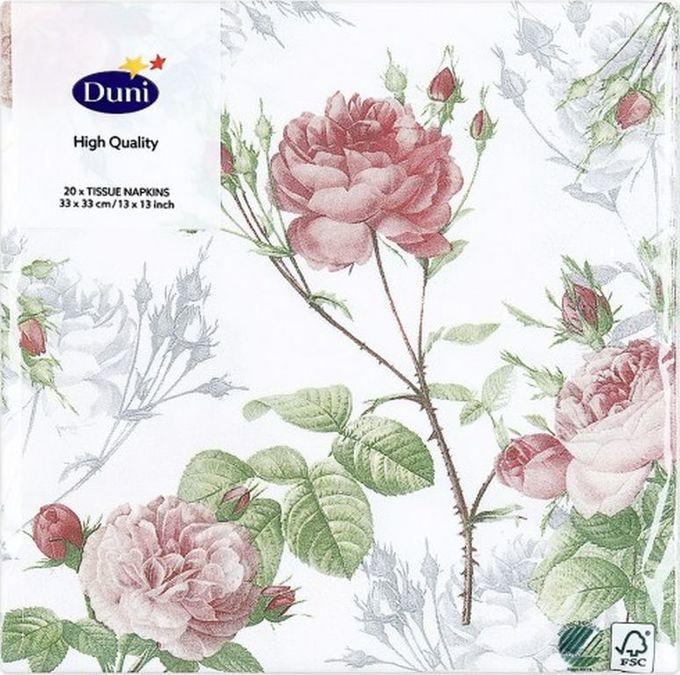 Duni
High Quality
20 x TISSUE NAPKINS
33 x 33 cm / 13 x 13 inch
FSC